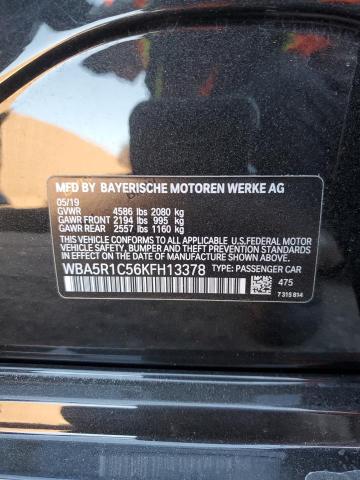 MFD BY BAYERISCHE MOTOREN WERKE AG
05/19
GVWR 4586 lbs 2080 kg
GAWR FRONT 2194 lbs 995 kg
GAWR REAR 2557 lbs 1160 kg
THIS VEHICLE CONFORMS TO ALL APPLICABLE U.S.FEDERAL MOTOR
VEHICLE SAFETY, BUMPER, AND THEFT PREVENTION STANDARDS IN
EFFECT ON THE DATE OF MANUFACTURE SHOWN ABOVE.
WBA5R1C56KFH13378 TYPE: PASSENGER CAR
475
7 315 814